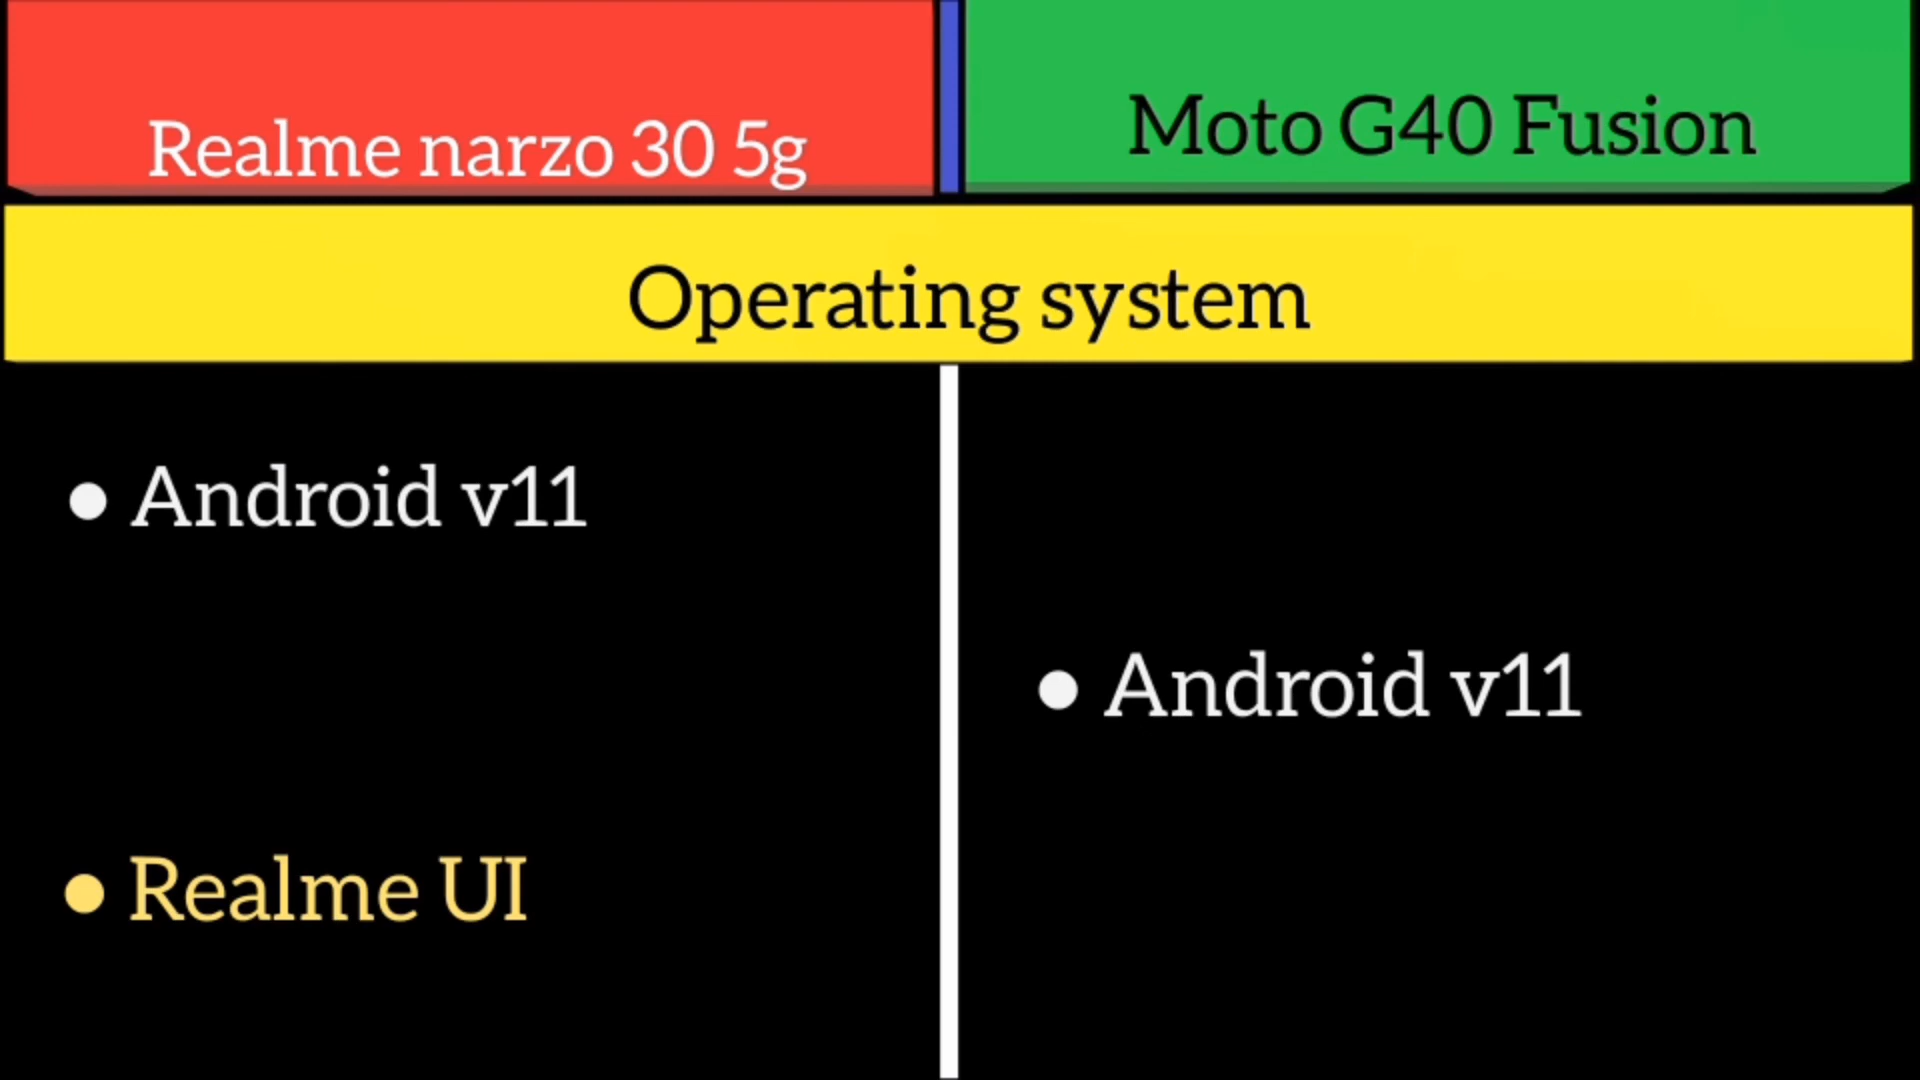 Realme narzo 30 5g
Moto G40 Fusion
Operating system
• Android v11
• Android v11
• Realme UI